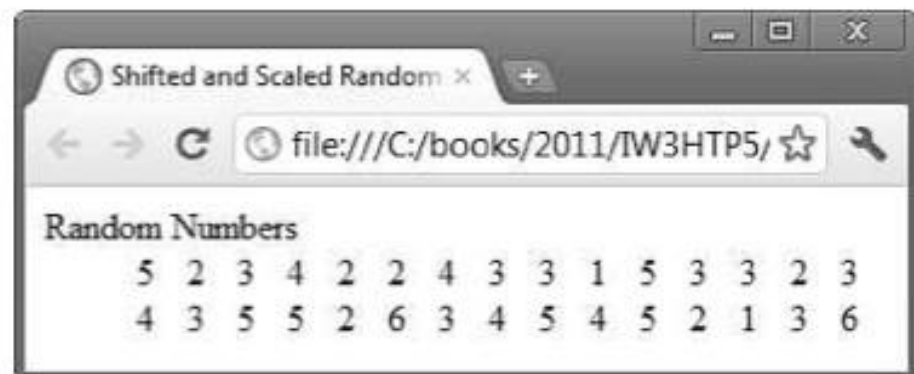 Shifted and Scaled Random
file:///C:/books/2011/IW3HTP5/
Random Numbers
5 2 3 4 2 2 4 3 3 1 5 3 3 2 3
4 3 5 5 2 6 3 4 5 4 5 2 1 3 6